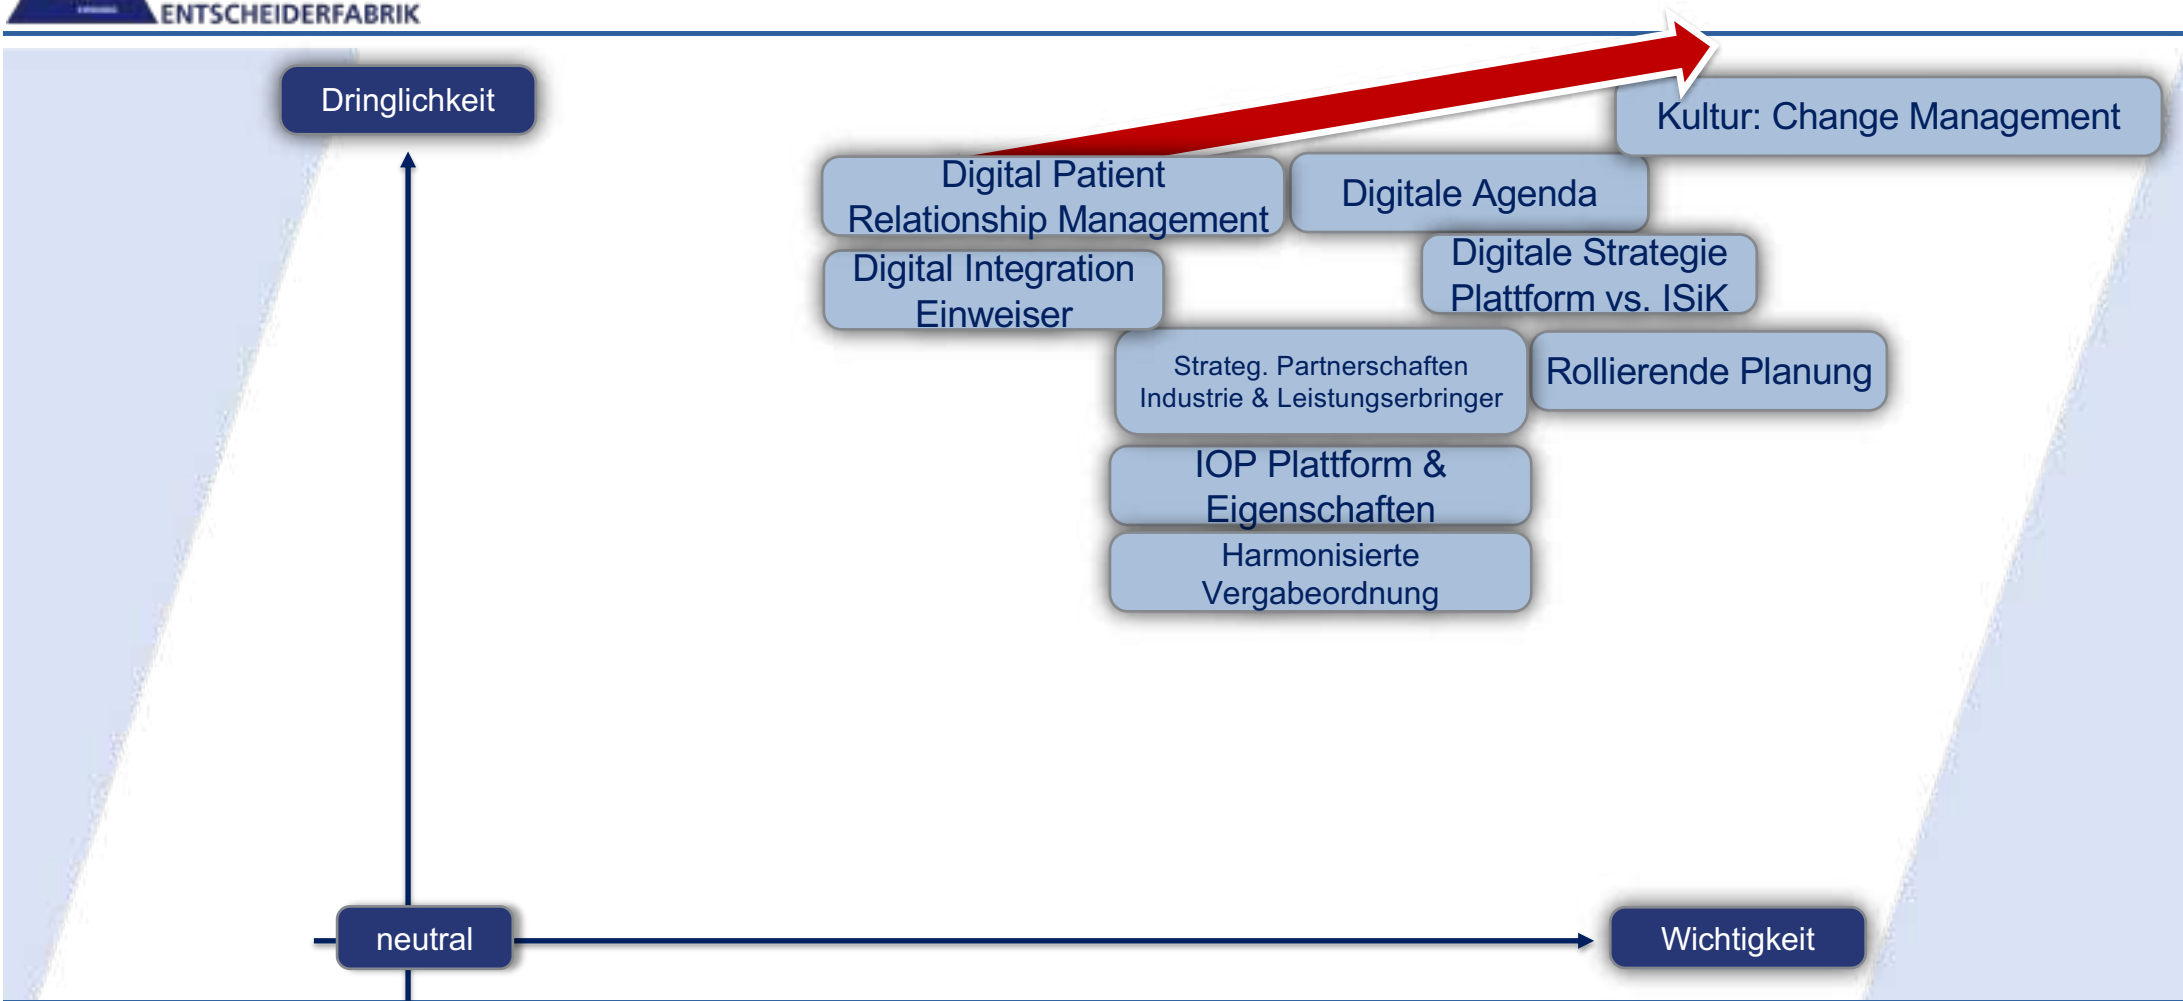 ENTSCHEIDERFABRIK
Dringlichkeit
Kultur: Change Management
Digital Patient
Relationship Management
Digitale Agenda
Digital Integration
Einweiser
Digitale Strategie
Plattform vs. ISiK
Strateg. Partnerschaften
Industrie & Leistungserbringer
Rollierende Planung
IOP Plattform &
Eigenschaften
Harmonisierte
Vergabeordnung
neutral
Wichtigkeit